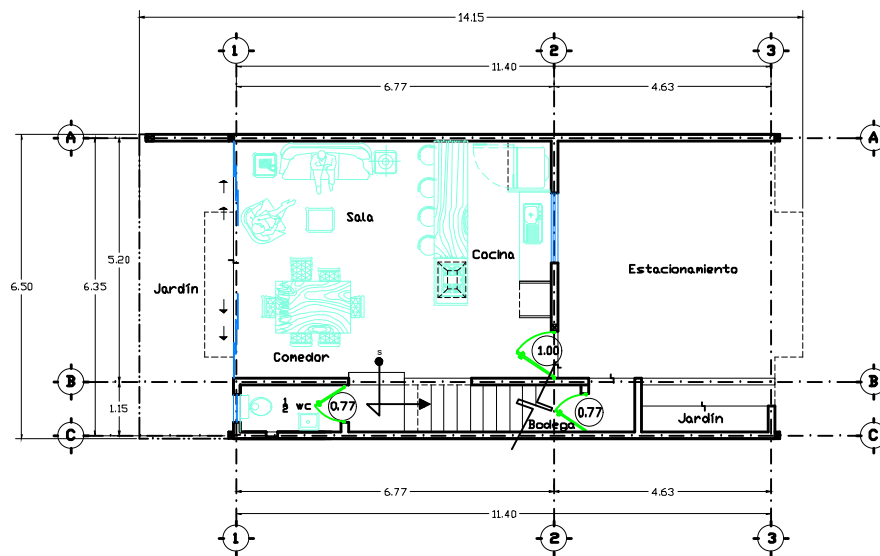 14.15
1
2
3
11.40
6.77
4.63
A
A
Sala
Cocina
Estacionamiento
5.20
6.50
6.35
Jardín
Comedor
1.00
S
B
B
1.15
½ wc
0.77
0.77
Bodega
Jardín
C
C
6.77
4.63
11.40
1
2
3